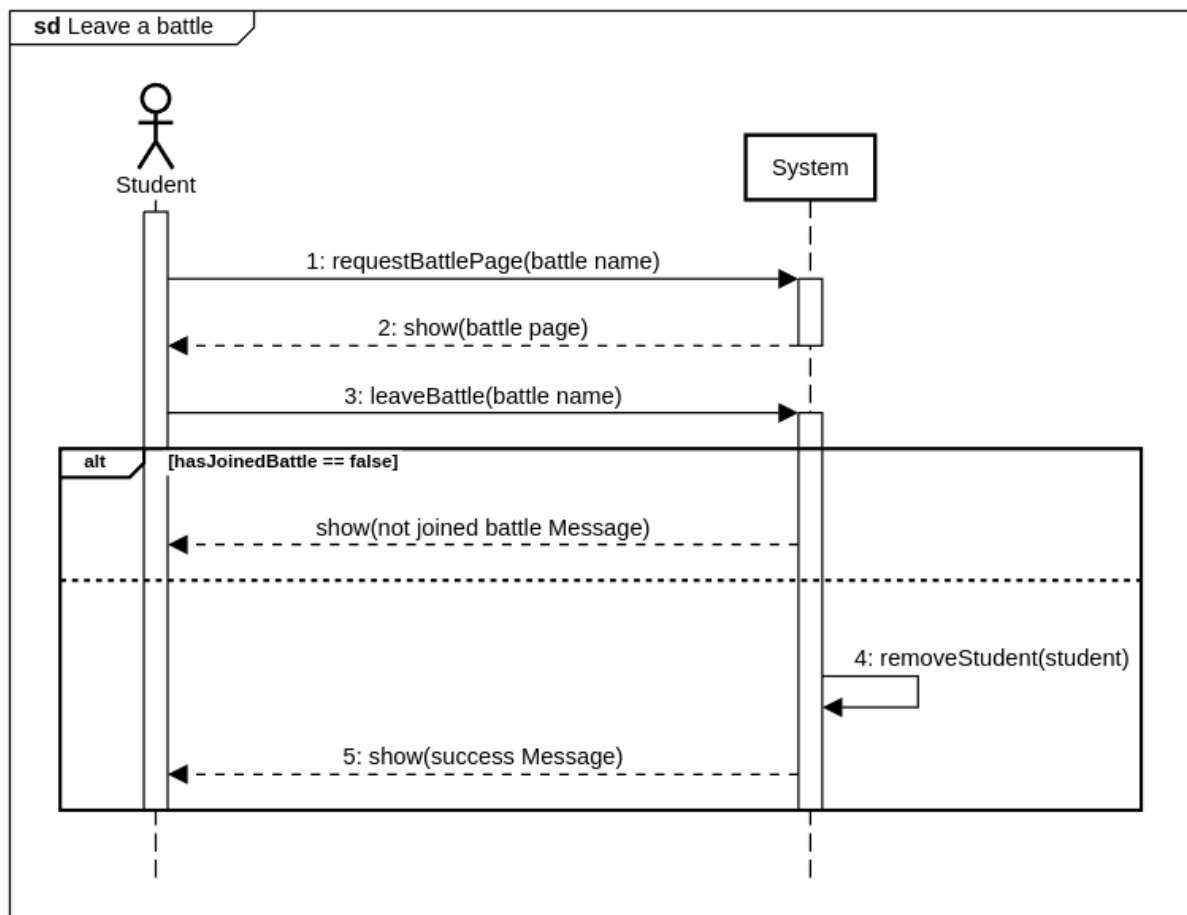 sd Leave a battle
Student
System
1: requestBattlePage(battle name)
2: show(battle page)
3: leaveBattle(battle name)
alt [hasJoinedBattle == false]
show(not joined battle Message)
4: removeStudent(student)
5: show(success Message)